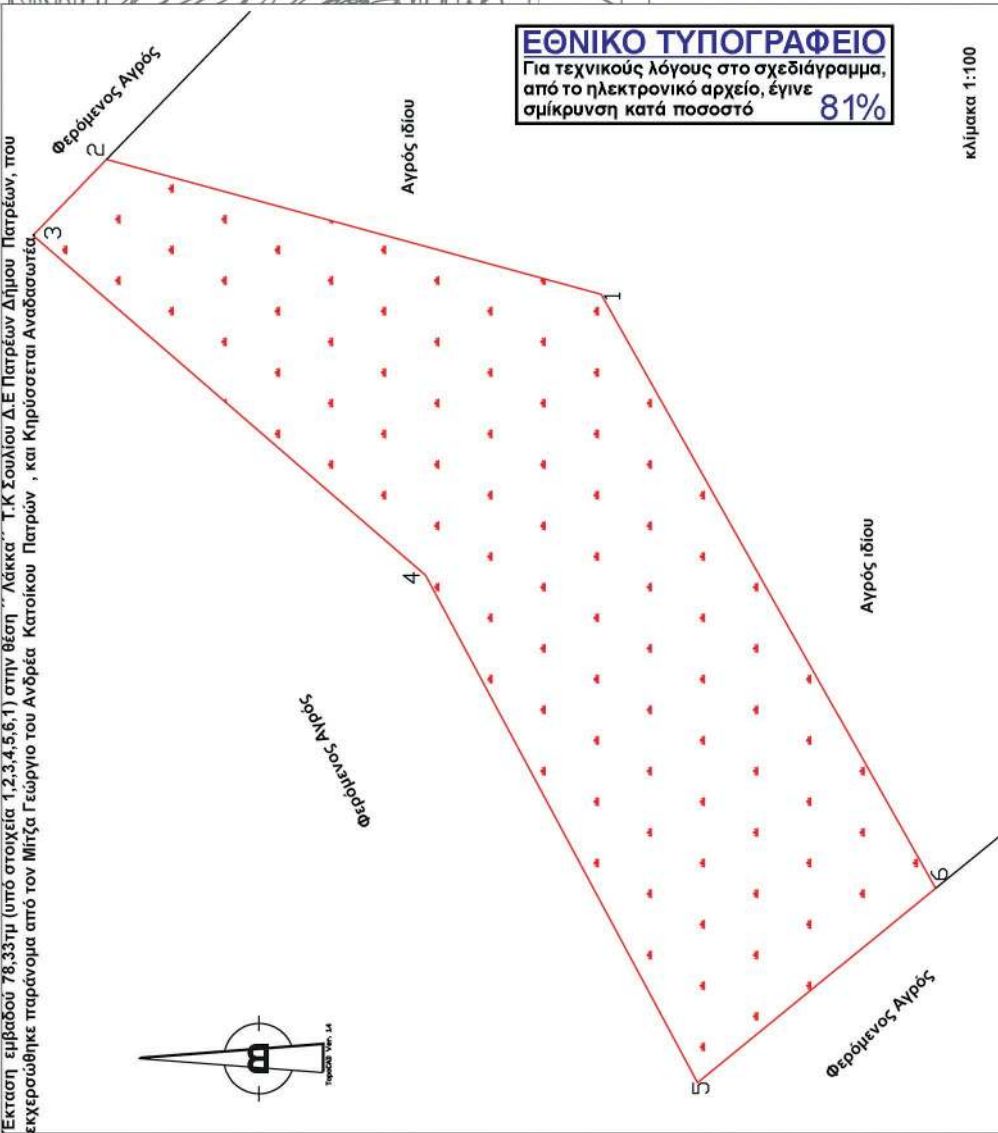 Έκταση εμβαδού 78,33τμ (υπό στοιχεία 1,2,3,4,5,6,1) στην θέση ΄΄ Λάκκα΄΄ Τ.Κ Σουλίου Δ.Ε Πατρέων Δήμου Πατρέων, που
εκχερσώθηκε παράνομα από τον Μίτζα Γεώργιο του Ανδρέα Κατοίκου Πατρών , και Κηρύσσεται Αναδασωτέα
ΕΘΝΙΚΟ ΤΥΠΟΓΡΑΦΕΙΟ
Για τεχνικούς λόγους στο σχεδιάγραμμα,
από το ηλεκτρονικό αρχείο, έγινε
σμίκρυνση κατά ποσοστό 81%
Φερόμενος Αγρός
2
3
Αγρός ιδίου
κλίμακα 1:100
1
4
Φερόμενος Αγρός
Αγρός ιδίου
6
5
Φερόμενος Αγρός
Β
TopoCAD Ver. 14